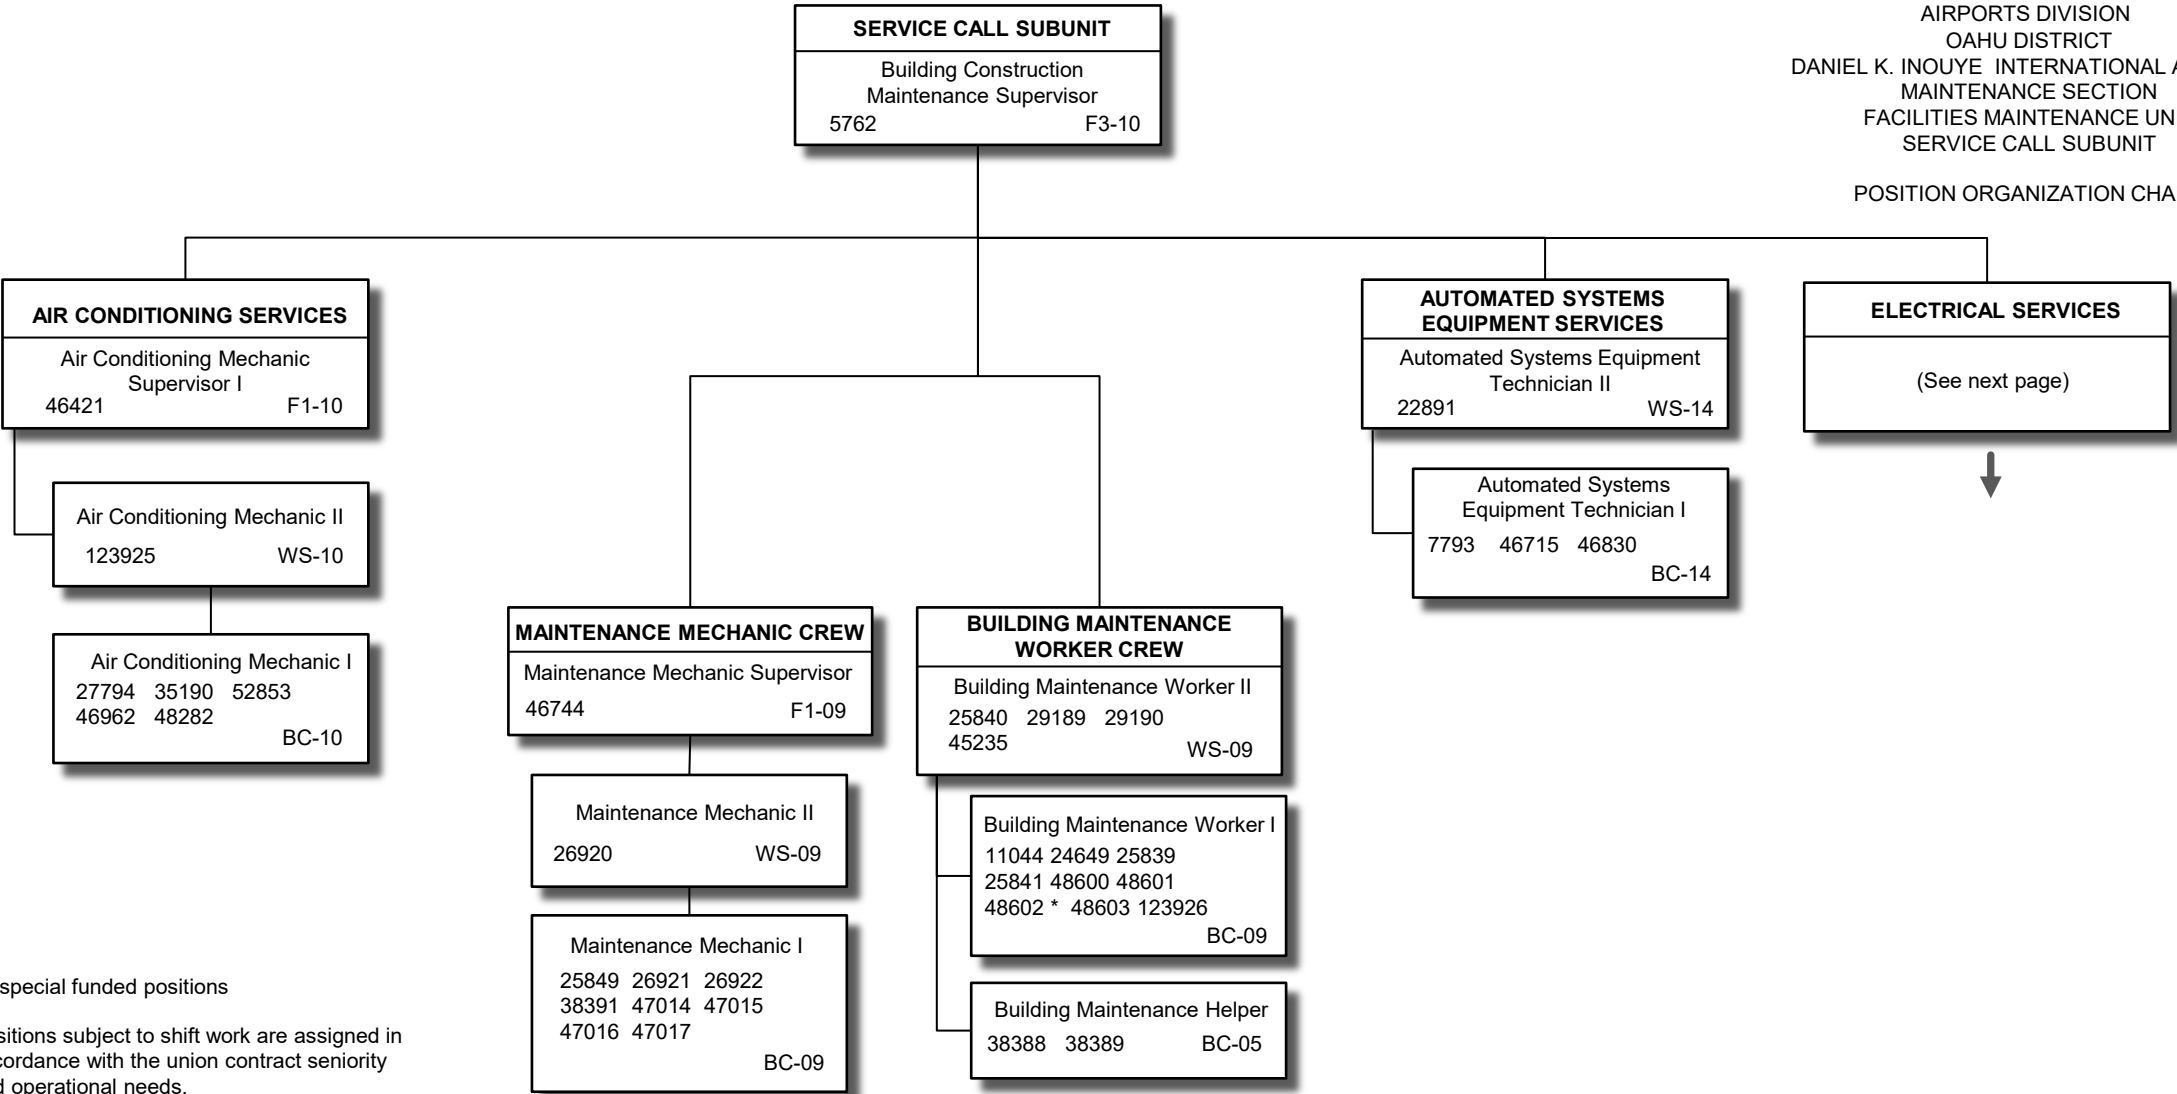 AIRPORTS DIVISION
OAHU DISTRICT
DANIEL K. INOUYE INTERNATIONAL
MAINTENANCE SECTION
FACILITIES MAINTENANCE
SERVICE CALL SUBUNIT
POSITION ORGANIZATION
SERVICE CALL SUBUNIT
Building Construction
Maintenance Supervisor
5762 F3-10
AIR CONDITIONING SERVICES
Air Conditioning Mechanic
Supervisor I
46421 F1-10
Air Conditioning Mechanic II
123925 WS-10
Air Conditioning Mechanic I
27794 35190 52853
46962 48282
BC-10
MAINTENANCE MECHANIC CREW
Maintenance Mechanic Supervisor
46744 F1-09
Maintenance Mechanic II
26920 WS-09
Maintenance Mechanic I
25849 26921 26922
38391 47014 47015
47016 47017
BC-09
BUILDING MAINTENANCE
WORKER CREW
Building Maintenance Worker II
25840 29189 29190
45235 WS-09
Building Maintenance Worker I
11044 24649 25839
25841 48600 48601
48602 * 48603 123926
BC-09
Building Maintenance Helper
38388 38389 BC-05
AUTOMATED SYSTEMS
EQUIPMENT SERVICES
Automated Systems Equipment
Technician II
22891 WS-14
Automated Systems
Equipment Technician I
7793 46715 46830
BC-14
ELECTRICAL SERVICES
(See next page)
special funded positions
subject to shift work are assigned in
with the union contract seniority
operational needs.